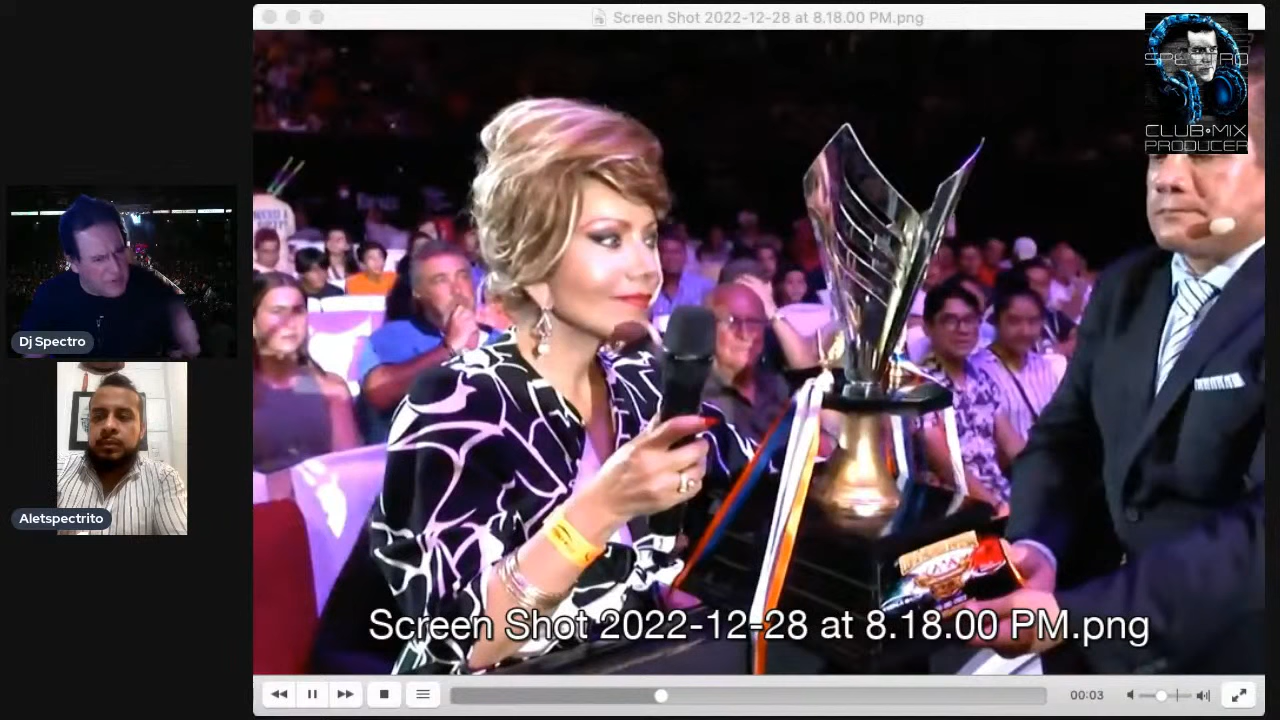 Screen Shot 2022-12-28 at 8.18.00 PM.png
SPECTRO
CLUB•MIX
PRODUCER
Dj Spectro
Aletspectrito
Screen Shot 2022-12-28 at 8.18.00 PM.png
00:03